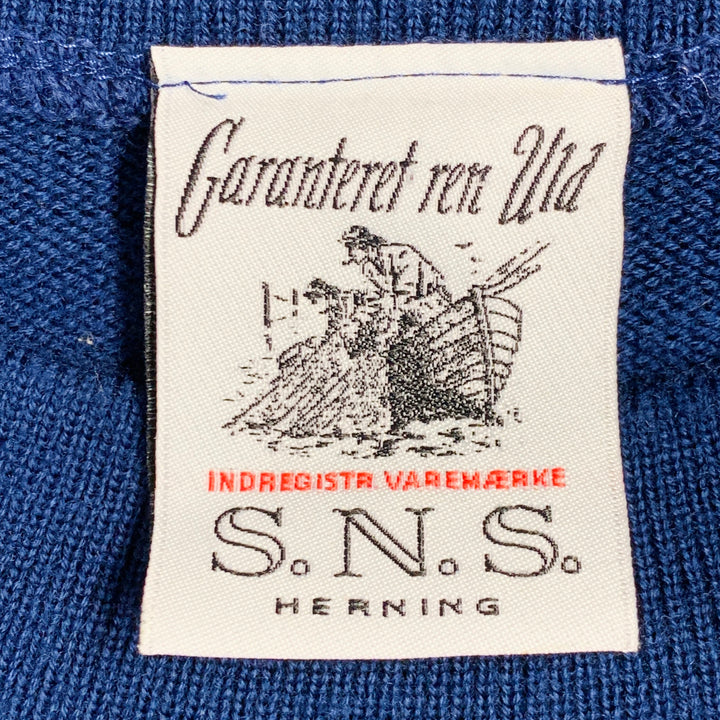 Garanteret ren Uld
INDREGISTR VAREMÆRKE
S.N.S.
HERNING